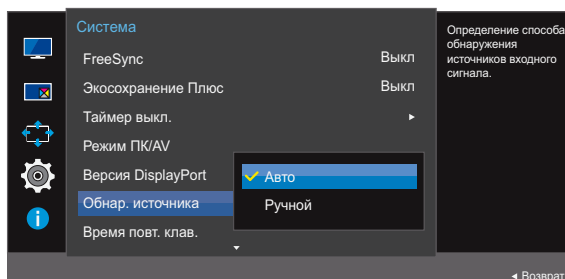 Система
FreeSync Выкл
Экосохранение Плюс Выкл
Таймер выкл.
Режим ПК/AV
Версия DisplayPort
Обнар. источника
Время повт. клав.
Авто
Ручной
Определение способа
обнаружения
источников входного
сигнала.
Возврат